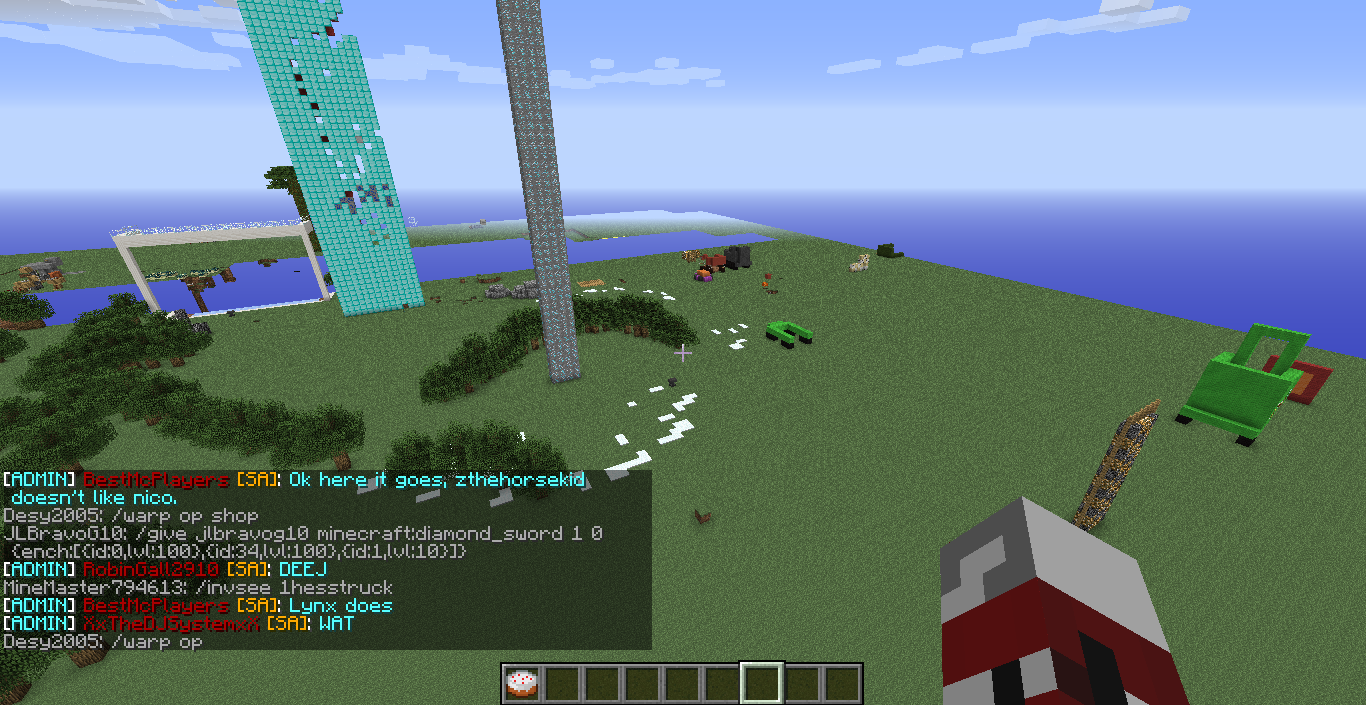 [ADMIN] BestMcPlayers [SA]: Ok here it goes, zthehorsekid
doesn't like nico.
Desy2005: /warp op shop
JLBravoG10: /give jlbravog10 minecraft:diamond_sword 1 0
{ench:[{id:0,lvl:100},{id:34,lvl:100},{id:1,lvl:10}]}
[ADMIN] RobinGall2910 [SA]: DEEJ
MineMaster794613: /invsee 1hesstruck
[ADMIN] BestMcPlayers [SA]: Lynx does
[ADMIN] XxTheDJSystemxX [SA]: WAT
Desy2005: /warp op